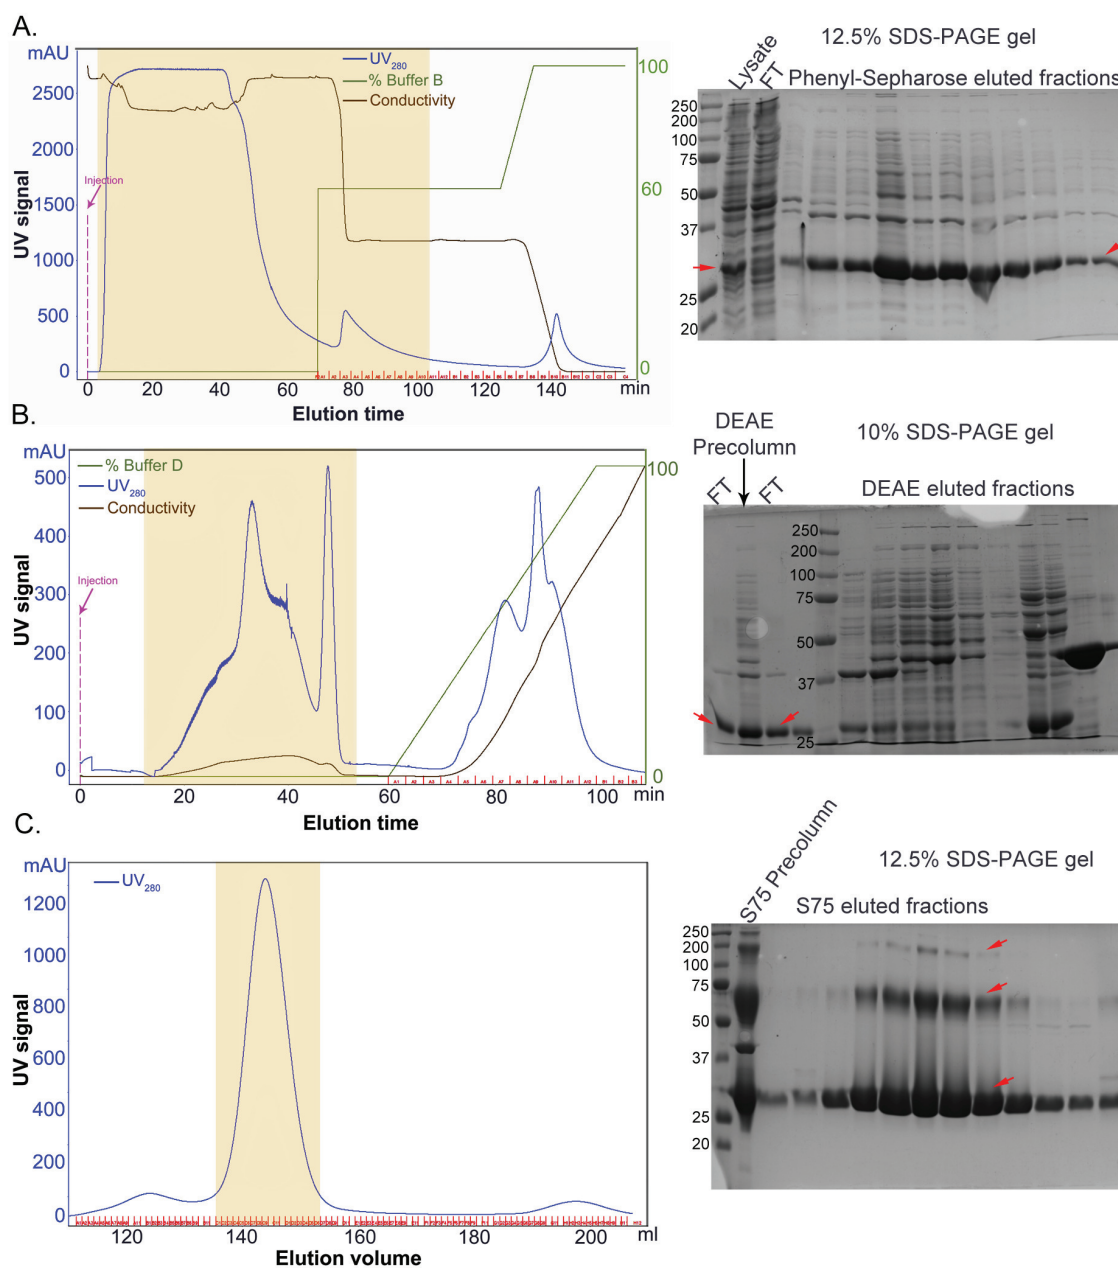 A.
mAU
UV280
% Buffer B
Conductivity
2500
2000
1500
1000
500
0
UV signal
Injection
100
60
0
0
20
40
60
80
100
120
140
min
Elution time
12.5% SDS-PAGE gel
Lysate
FT
Phenyl-Sepharose eluted fractions
250
200
100
75
50
37
25
20
B.
mAU
% Buffer D
UV280
Conductivity
500
400
300
200
100
0
UV signal
Injection
100
0
0
20
40
60
80
100
min
Elution time
DEAE
Precolumn
10% SDS-PAGE gel
FT
FT
DEAE eluted fractions
250
200
100
75
50
37
25
C.
mAU
UV280
1200
1000
800
600
400
200
0
UV signal
120
140
160
180
200
ml
Elution volume
S75 Precolumn
12.5% SDS-PAGE gel
S75 eluted fractions
250
200
100
75
50
37
25
20